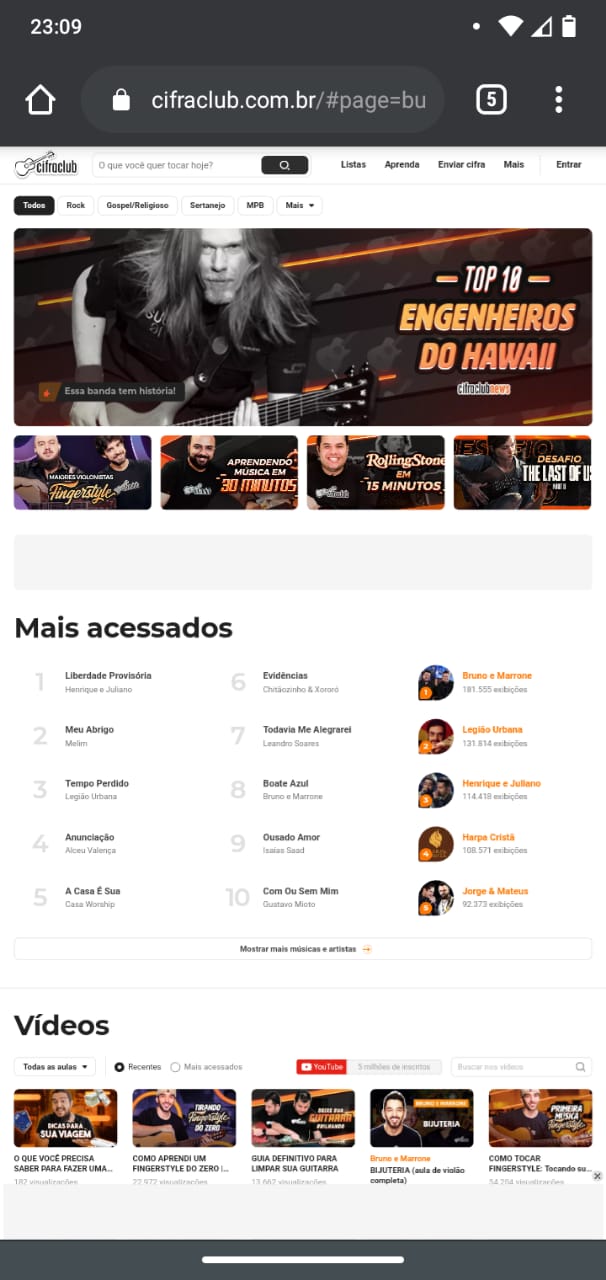 23:09
cifraclub.com.br/#page=bu
5
cifraclub
O que você quer tocar hoje?
Listas
Aprenda
Enviar cifra
Mais
Entrar
Todos
Rock
Gospel/Religioso
Sertanejo
MPB
Mais
TOP 10
ENGENHEIROS
DO HAWAII
cifraclubnews
Essa banda tem história!
MAIORES VIOLONISTAS
Fingerstyle
APRENDENDO
MÚSICA EM
30 MINUTOS
cifraclub
RollingStone
EM
15 MINUTOS
DESAFIO
DESAFIO
THE LAST OF US
PART II
Mais acessados
1
Liberdade Provisória
Henrique e Juliano
2
Meu Abrigo
Melim
3
Tempo Perdido
Legião Urbana
4
Anunciação
Alceu Valença
5
A Casa É Sua
Casa Worship
6
Evidências
Chitãozinho & Xororó
7
Todavia Me Alegrarei
Leandro Soares
8
Boate Azul
Bruno e Marrone
9
Ousado Amor
Isaías Saad
10
Com Ou Sem Mim
Gustavo Mioto
1
Bruno e Marrone
181.555 exibições
2
Legião Urbana
131.814 exibições
3
Henrique e Juliano
114.418 exibições
4
Harpa Cristã
108.571 exibições
5
Jorge & Mateus
92.373 exibições
Mostrar mais músicas e artistas →
Vídeos
Todas as aulas
Recentes
Mais acessados
YouTube
5 milhões de inscritos
Buscar nos vídeos
DICAS PARA
SUA VIAGEM
TIRANDO
Fingerstyle
DO ZERO
DEIXE SUA
GUITARRA
BRILHANDO
BRUNO E MARRONE
BIJUTERIA
PRIMEIRA
MÚSICA
Fingerstyle
O QUE VOCÊ PRECISA
SABER PARA FAZER UMA...
182 visualizações
COMO APRENDI UM
FINGERSTYLE DO ZERO |...
22.972 visualizações
GUIA DEFINITIVO PARA
LIMPAR SUA GUITARRA
13.662 visualizações
Bruno e Marrone
BIJUTERIA (aula de violão
completa)
COMO TOCAR
FINGERSTYLE: Tocando su...
54.264 visualizações